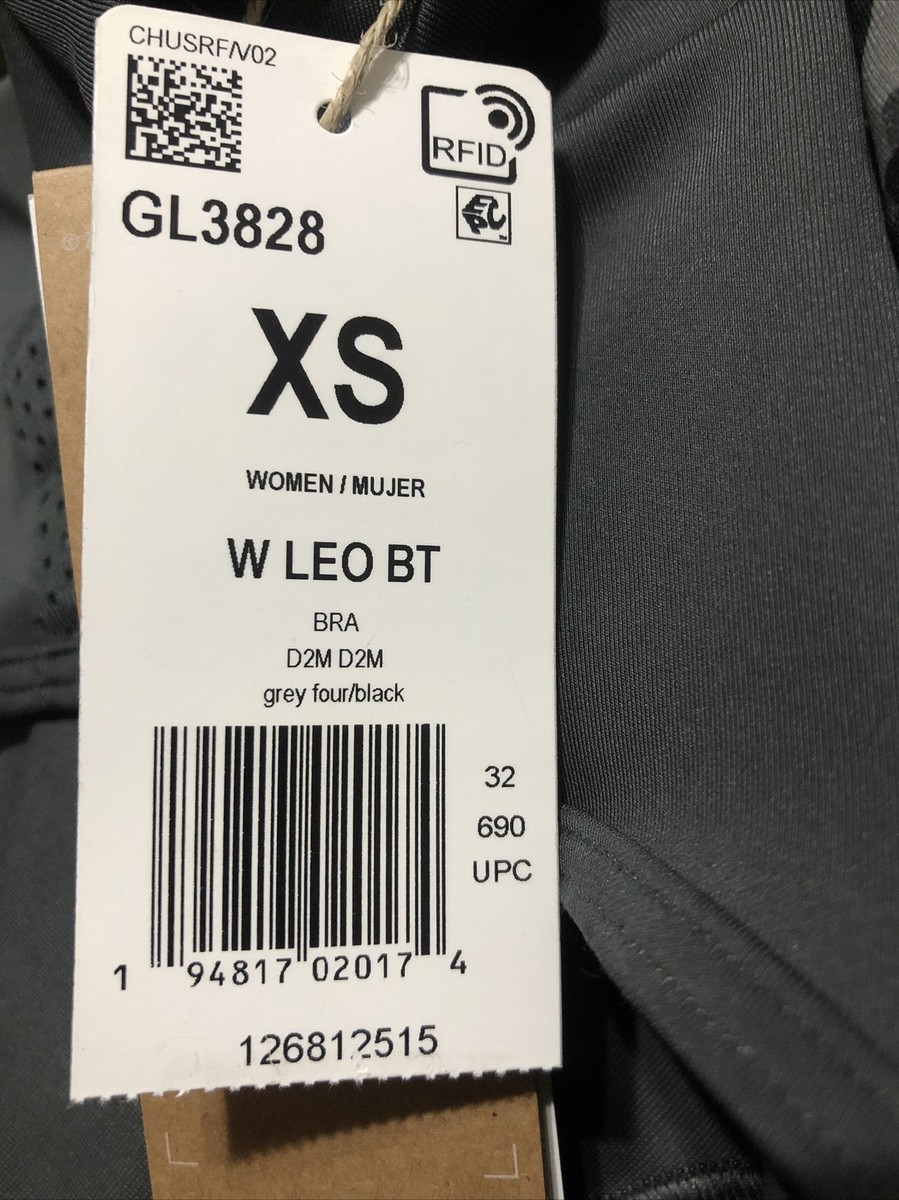 CHUSRF/V02
RFID
EPC
GL3828
XS
WOMEN / MUJER
W LEO BT
BRA
D2M D2M
grey four/black
32
690
UPC
1 94817 02017 4
126812515